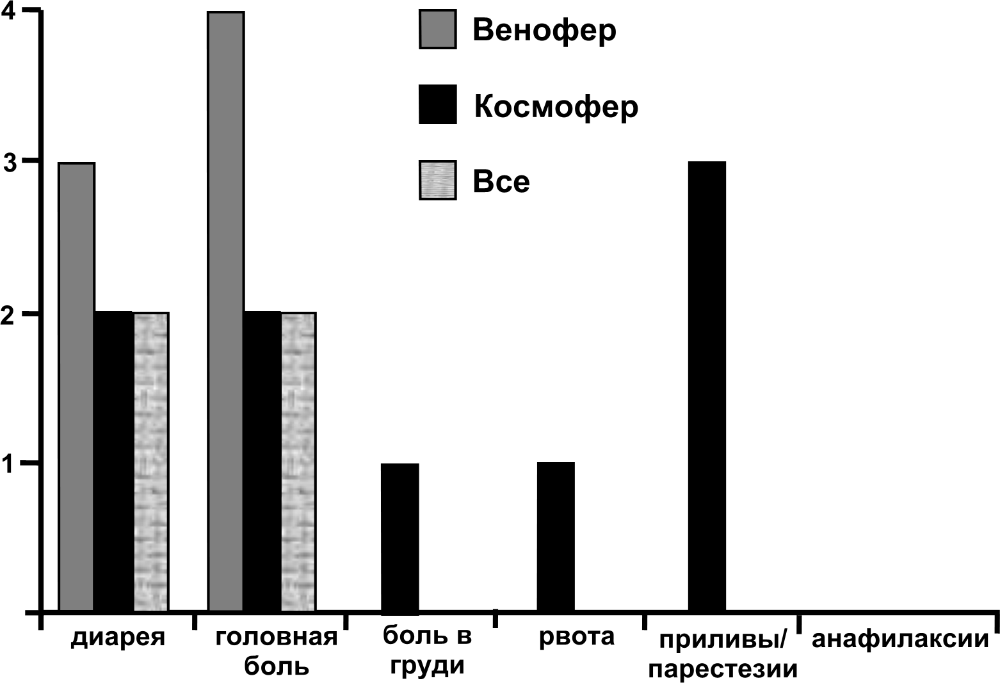 4
3
2
1
Венофер
Космофер
Все
диарея
головная
боль
боль в
груди
рвота
приливы/
парестезии
анафилаксии